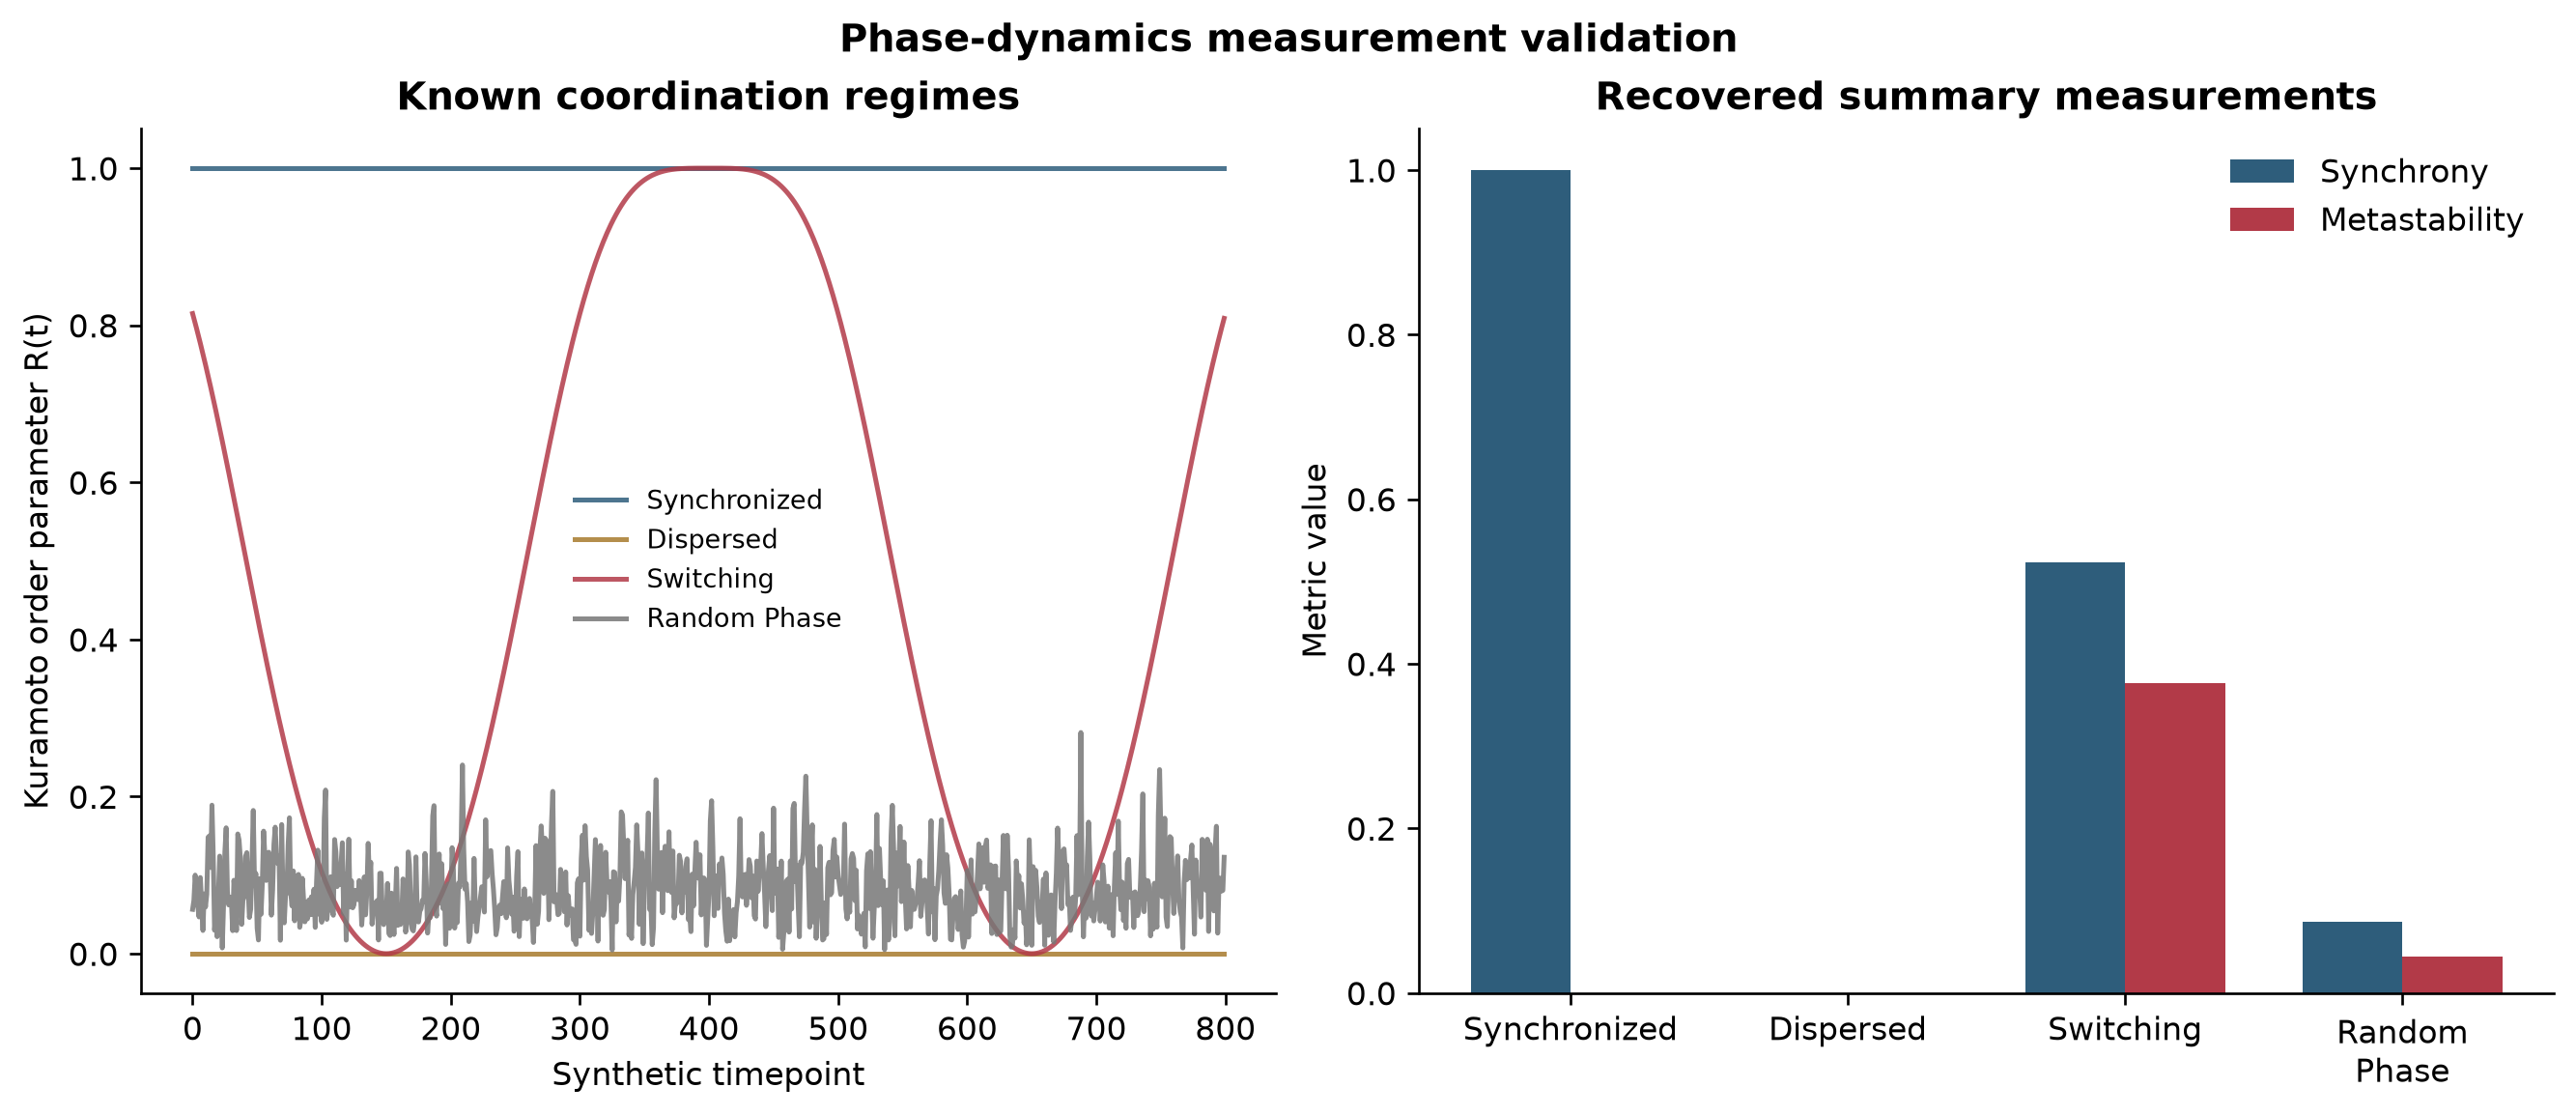 Phase-dynamics measurement validation
Known coordination regimes
Kuramoto order parameter R(t)
1.0
0.8
0.6
0.4
0.2
0.0
Synchronized
Dispersed
Switching
Random Phase
0 100 200 300 400 500 600 700 800
Synthetic timepoint
Recovered summary measurements
Metric value
1.0
0.8
0.6
0.4
0.2
0.0
Synchrony
Metastability
Synchronized Dispersed Switching Random
Phase